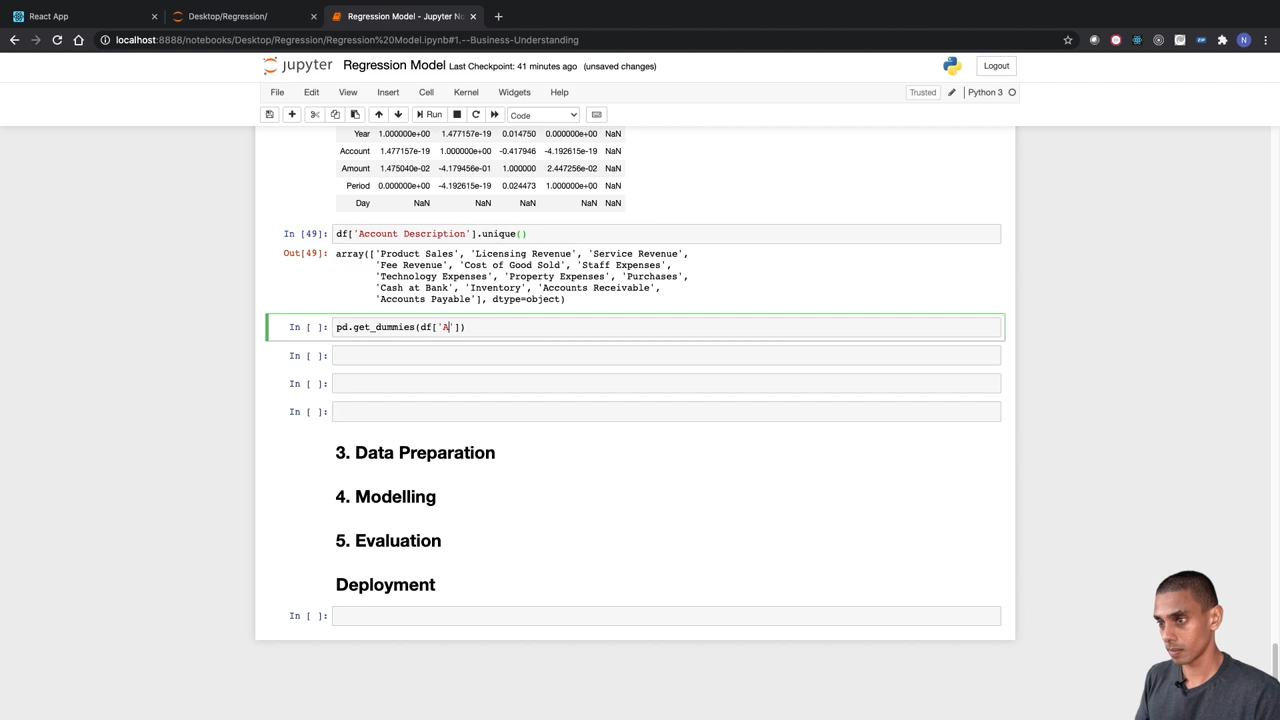 React App
Desktop/Regression/
Regression Model - Jupyter No
localhost:8888/notebooks/Desktop/Regression/Regression%20Model.ipynb#1.--Business-Understanding
N
jupyter Regression Model Last Checkpoint: 41 minutes ago (unsaved changes)
Logout
File Edit View Insert Cell Kernel Widgets Help
Trusted Python 3
Run Code
Year 1.000000e+00 1.477157e-19 0.014750 0.000000e+00 NaN
Account 1.477157e-19 1.000000e+00 -0.417946 -4.192615e-19 NaN
Amount 1.475040e-02 -4.179456e-01 1.000000 2.447256e-02 NaN
Period 0.000000e+00 -4.192615e-19 0.024473 1.000000e+00 NaN
Day NaN NaN NaN NaN NaN
In [49]: df['Account Description'].unique()
Out[49]: array(['Product Sales', 'Licensing Revenue', 'Service Revenue',
'Fee Revenue', 'Cost of Good Sold', 'Staff Expenses',
'Technology Expenses', 'Property Expenses', 'Purchases',
'Cash at Bank', 'Inventory', 'Accounts Receivable',
'Accounts Payable'], dtype=object)
In [ ]: pd.get_dummies(df['A'])
In [ ]:
In [ ]:
In [ ]:
3. Data Preparation
4. Modelling
5. Evaluation
Deployment
In [ ]: